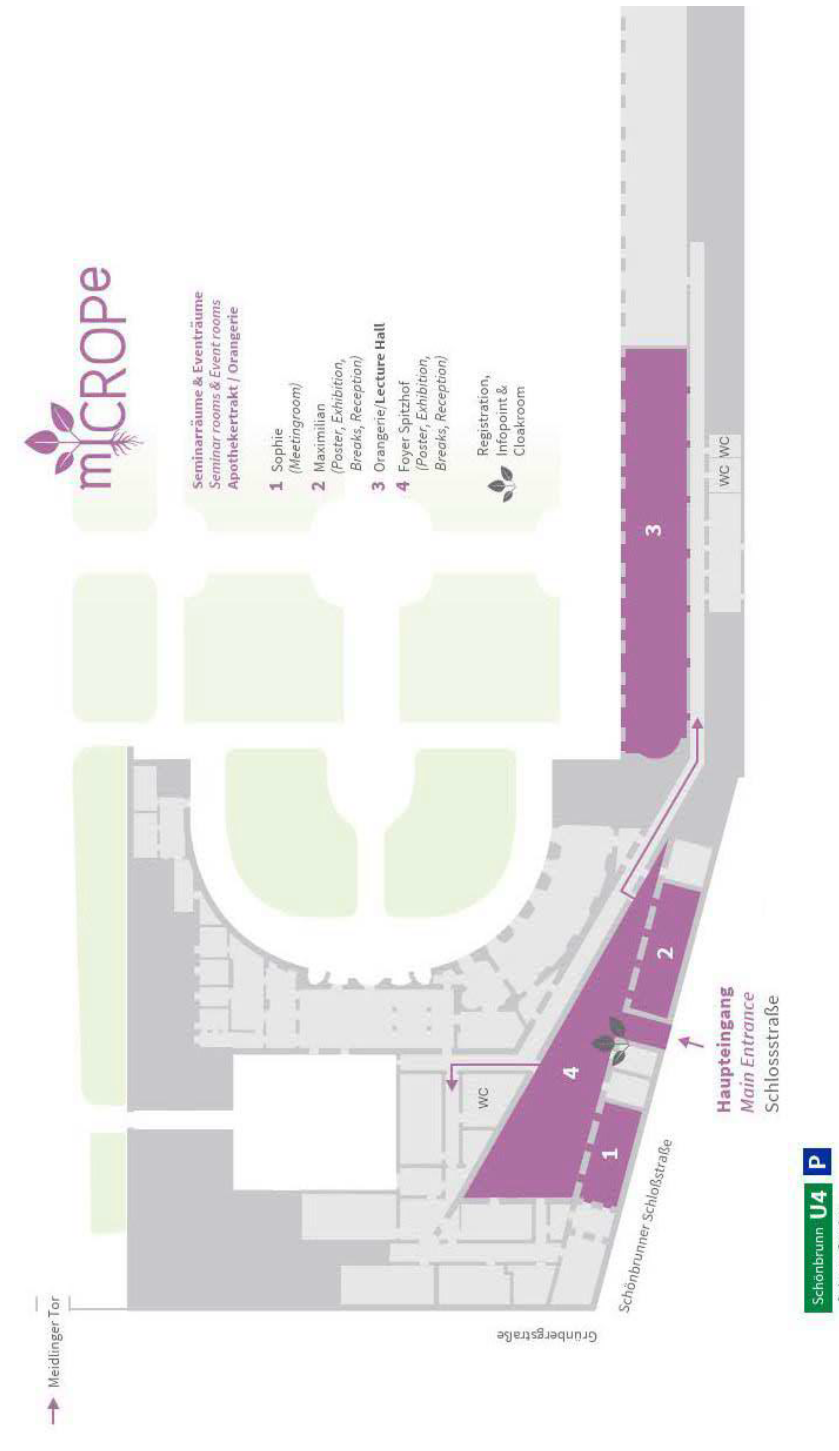 mICROPe
Seminarräume & Eventräume
Seminar rooms & Event rooms
Apothekertrakt / Orangerie
1 Sophie
(Meetingroom)
2 Maximilian
(Poster, Exhibition,
Breaks, Reception)
3 Orangerie/Lecture Hall
4 Foyer Spitzhof
(Poster, Exhibition,
Breaks, Reception)
Registration,
Infopoint &
Cloakroom
Meidlinger Tor
Grünbergstraße
WC
4
1
2
3
WC WC
Schönbrunner Schloßstraße
Haupteingang
Main Entrance
Schlossstraße
Schönbrunn U4 P